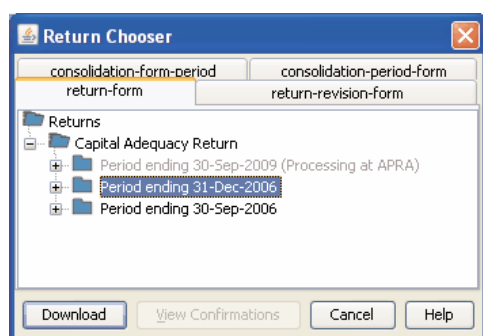 Return Chooser
consolidation-form-period consolidation-period-form
return-form return-revision-form
Returns
Capital Adequacy Return
Period ending 30-Sep-2009 (Processing at APRA)
Period ending 31-Dec-2006
Period ending 30-Sep-2006
Download View Confirmations Cancel Help